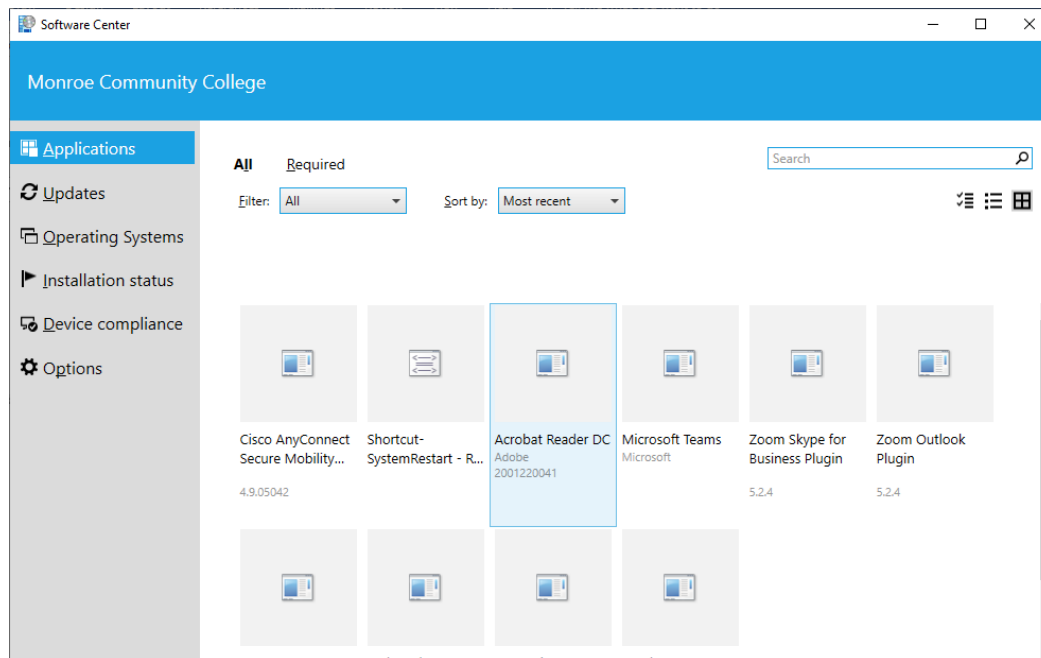 Software Center
Monroe Community College
Applications
Updates
Operating Systems
Installation status
Device compliance
Options
All Required
Search
Filter: All Sort by: Most recent
Cisco AnyConnect
Secure Mobility...
4.9.05042
Shortcut-
SystemRestart - R...
Acrobat Reader DC
Adobe
2001220041
Microsoft Teams
Microsoft
Zoom Skype for
Business Plugin
5.2.4
Zoom Outlook
Plugin
5.2.4